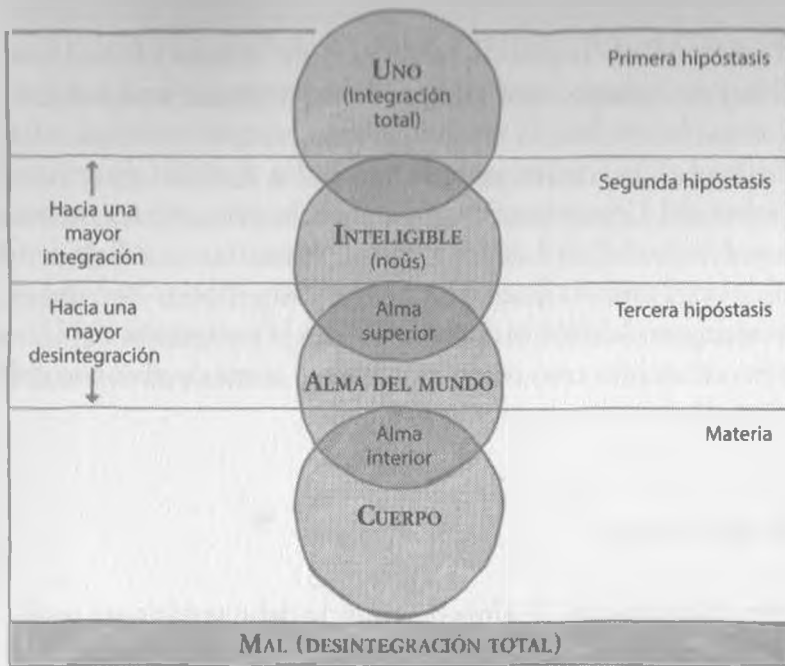 UNO
(Integración
total)
Primera hipóstasis
Segunda hipóstasis
Hacia una
mayor
integración
INTELIGIBLE
(noûs)
Hacia una
mayor
desintegración
Alma
superior
Tercera hipóstasis
ALMA DEL MUNDO
Alma
interior
Materia
CUERPO
MAL (DESINTEGRACIÓN TOTAL)